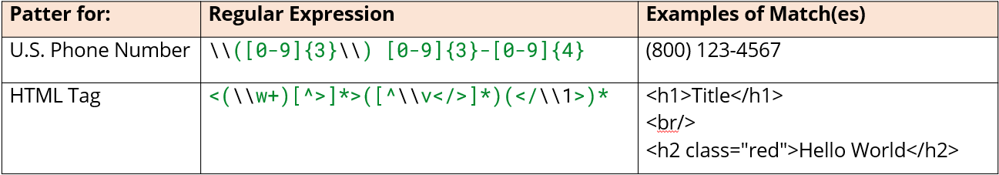 Patter for: Regular Expression Examples of Match(es)
U.S. Phone Number \\([0-9]{3}\\) [0-9]{3}-[0-9]{4} (800) 123-4567
HTML Tag <(\\w+)[^>]*>([^\\v</>]*)(</\\1>)* <h1>Title</h1>
<br/>
<h2 class="red">Hello World</h2>